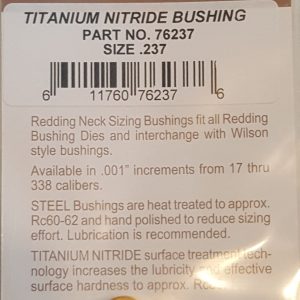 TITANIUM NITRIDE BUSHING
PART NO. 76237
SIZE .237
6 11760 76237 6
Redding Neck Sizing Bushings fit all Redding
Bushing Dies and interchange with Wilson
style bushings.
Available in .001" increments from 17 thru
338 calibers.
STEEL Bushings are heat treated to approx.
Rc60-62 and hand polished to reduce sizing
effort. Lubrication is recommended.
TITANIUM NITRIDE surface treatment tech-
nology increases the lubricity and effective
surface hardness to approx.